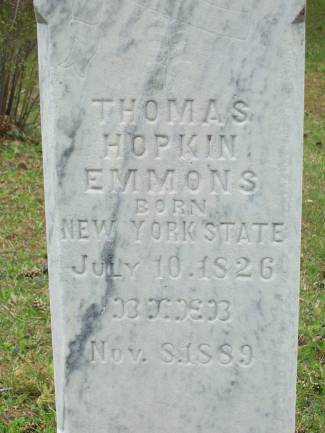 THOMAS
HOPKIN
EMMONS
BORN
NEW YORK STATE
JULY 10.1826
DIED
NOV. 8.1889